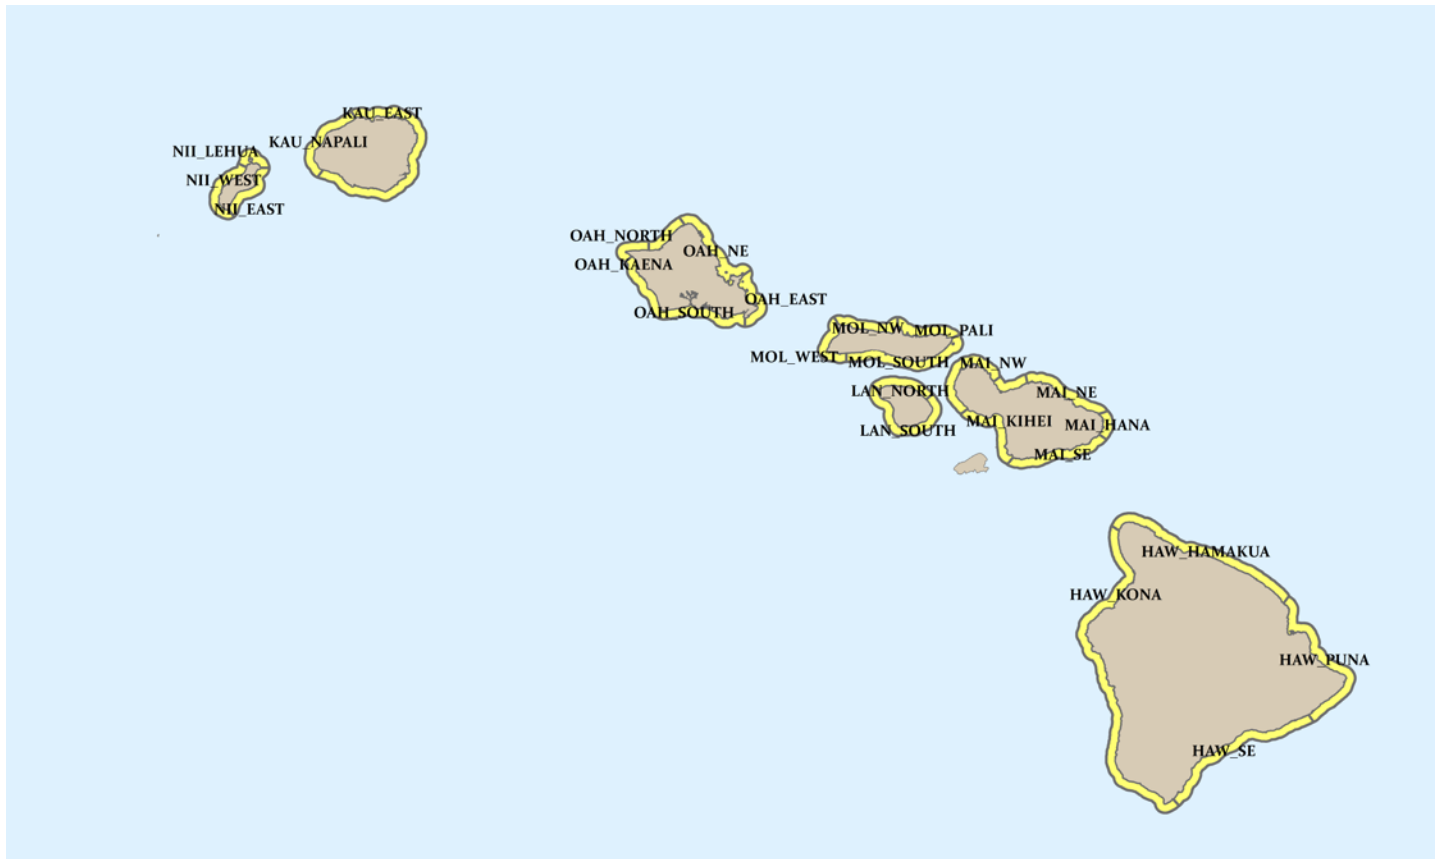 KAU_EAST
KAU_NAPALI
NII_LEHUA
NII_WEST
NII_EAST
OAH_NORTH
OAH_NE
OAH_KAENA
OAH_EAST
OAH_SOUTH
MOL_NW
MOL_PALI
MOL_WEST
MOL_SOUTH
MAI_NW
LAN_NORTH
MAI_NE
MAI_KIHEI
MAI_HANA
LAN_SOUTH
MAI_SE
HAW_HAMAKUA
HAW_KONA
HAW_PUNA
HAW_SE